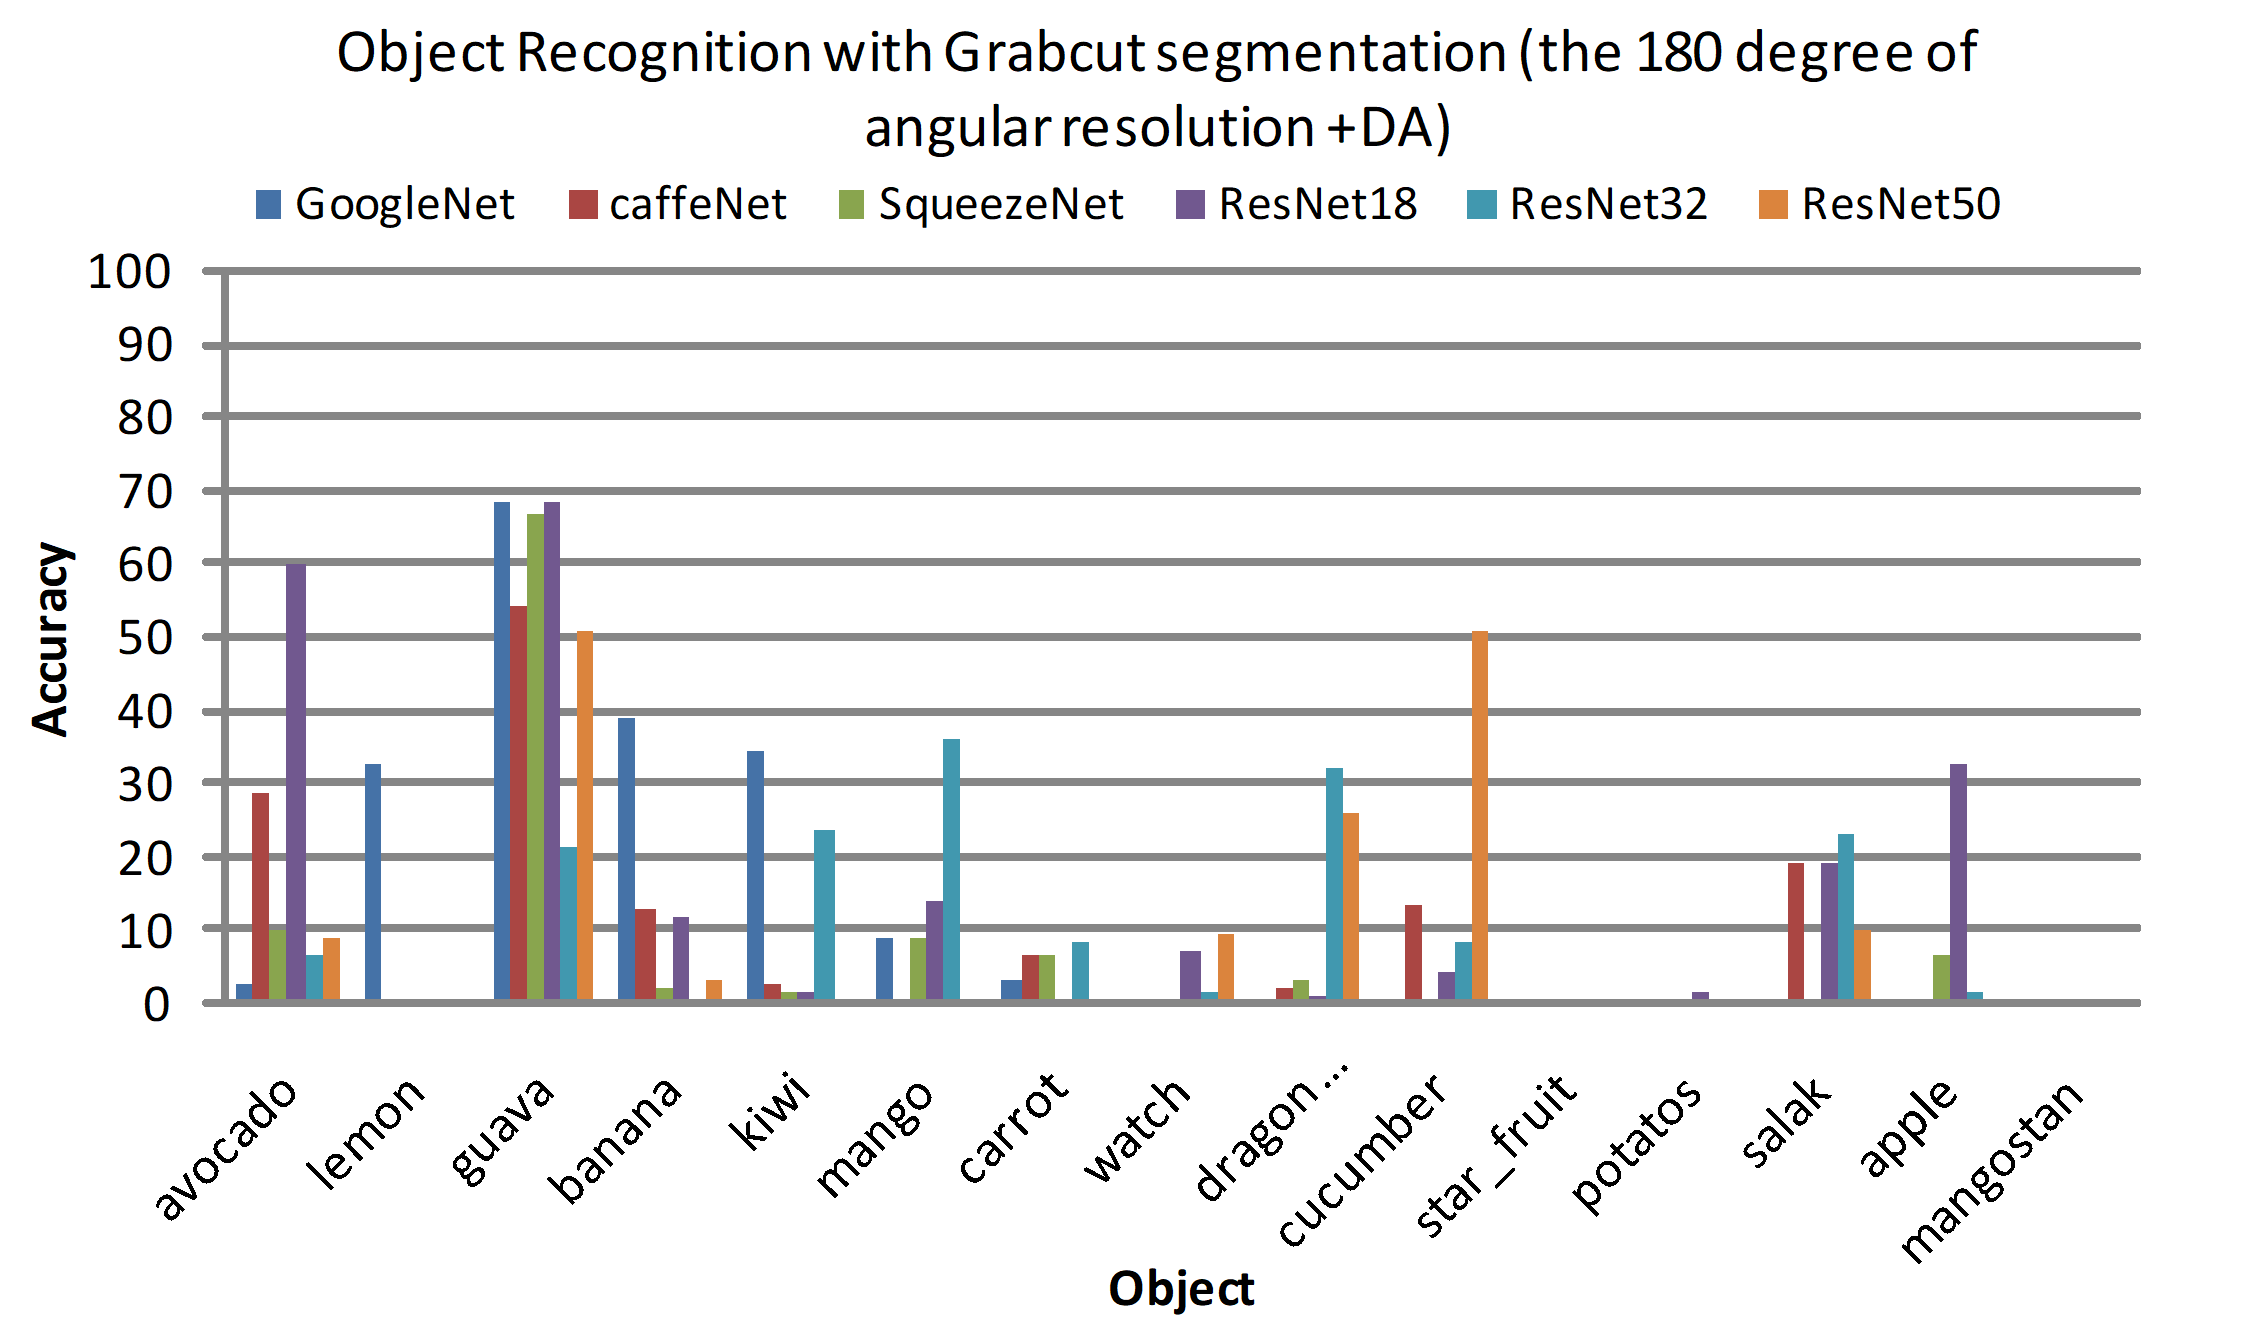 Object Recognition with Grabcut segmentation (the 180 degree of
angular resolution +DA)
GoogleNet caffeNet SqueezeNet ResNet18 ResNet32 ResNet50
100
90
80
70
60
50
40
30
20
10
0
Accuracy
avocado
lemon
guava
banana
kiwi
mango
carrot
watch
dragon...
cucumber
star_fruit
potatos
salak
apple
mangostan
Object